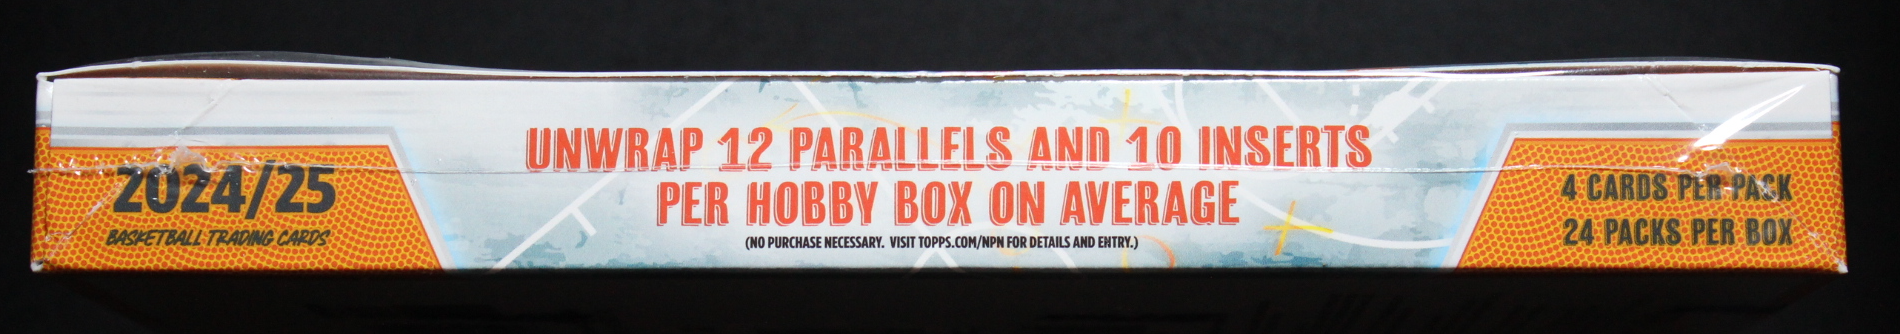 2024/25
BASKETBALL TRADING CARDS
UNWRAP 12 PARALLELS AND 10 INSERTS
PER HOBBY BOX ON AVERAGE
(NO PURCHASE NECESSARY. VISIT TOPPS.COM/NPN FOR DETAILS AND ENTRY.)
4 CARDS PER PACK
24 PACKS PER BOX